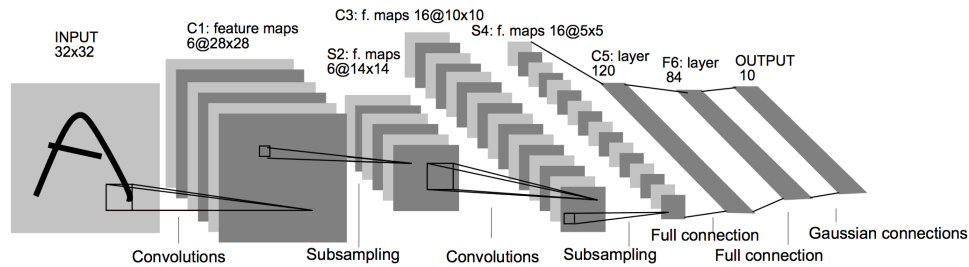 INPUT
32x32
C1: feature maps
6@28x28
S2: f. maps
6@14x14
C3: f. maps 16@10x10
S4: f. maps 16@5x5
C5: layer
120
F6: layer
84
OUTPUT
10
A
Convolutions
Subsampling
Convolutions
Subsampling
Full connection
Full connection
Gaussian connections